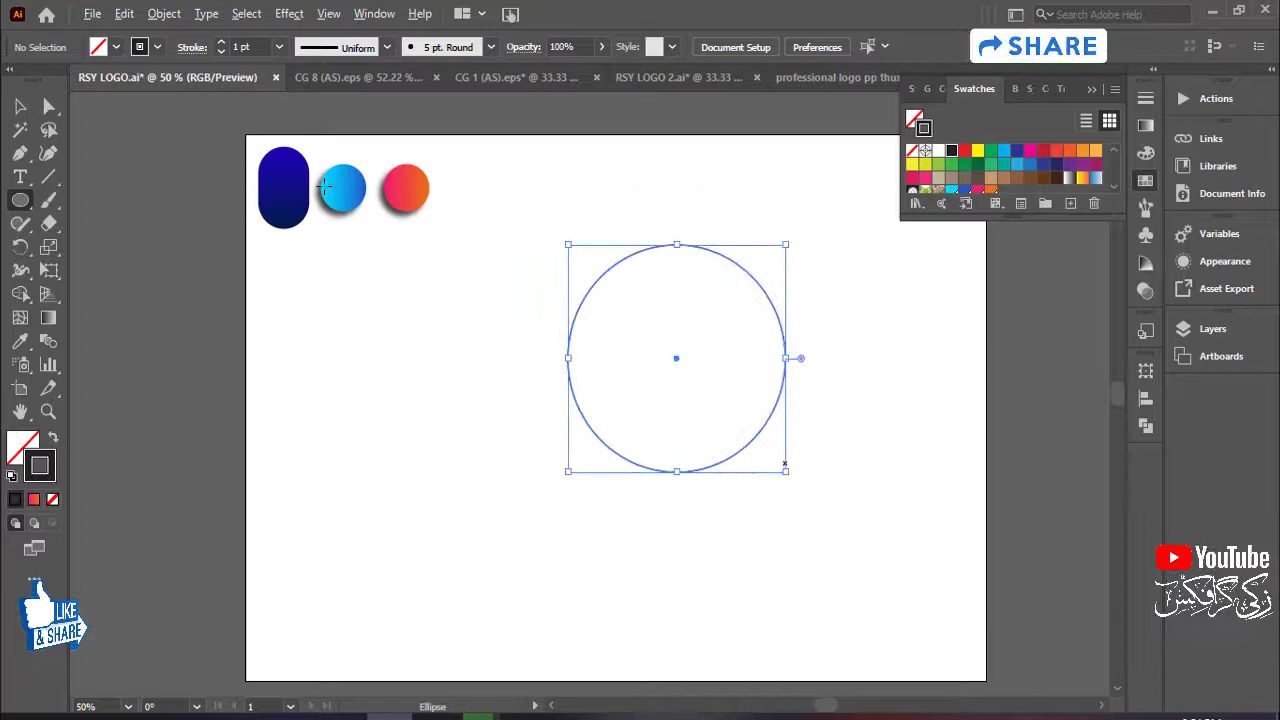 Ai File Edit Object Type Select Effect View Window Help Search Adobe Help
No Selection Stroke: 1 pt Uniform 5 pt. Round Opacity: 100% Style: Document Setup Preferences
SHARE
RSY LOGO.ai* @ 50 % (RGB/Preview) × CG 8 (AS).eps @ 52.22 %... × CG 1 (AS).eps* @ 33.33 ... × RSY LOGO 2.ai* @ 33.33 ... × professional logo pp thu
S G C Swatches B S C Ti
Actions
Links
Libraries
Document Info
Variables
Appearance
Asset Export
Layers
Artboards
YouTube
زکی گرافکس
LIKE
& SHARE
50% 0° 1 Ellipse